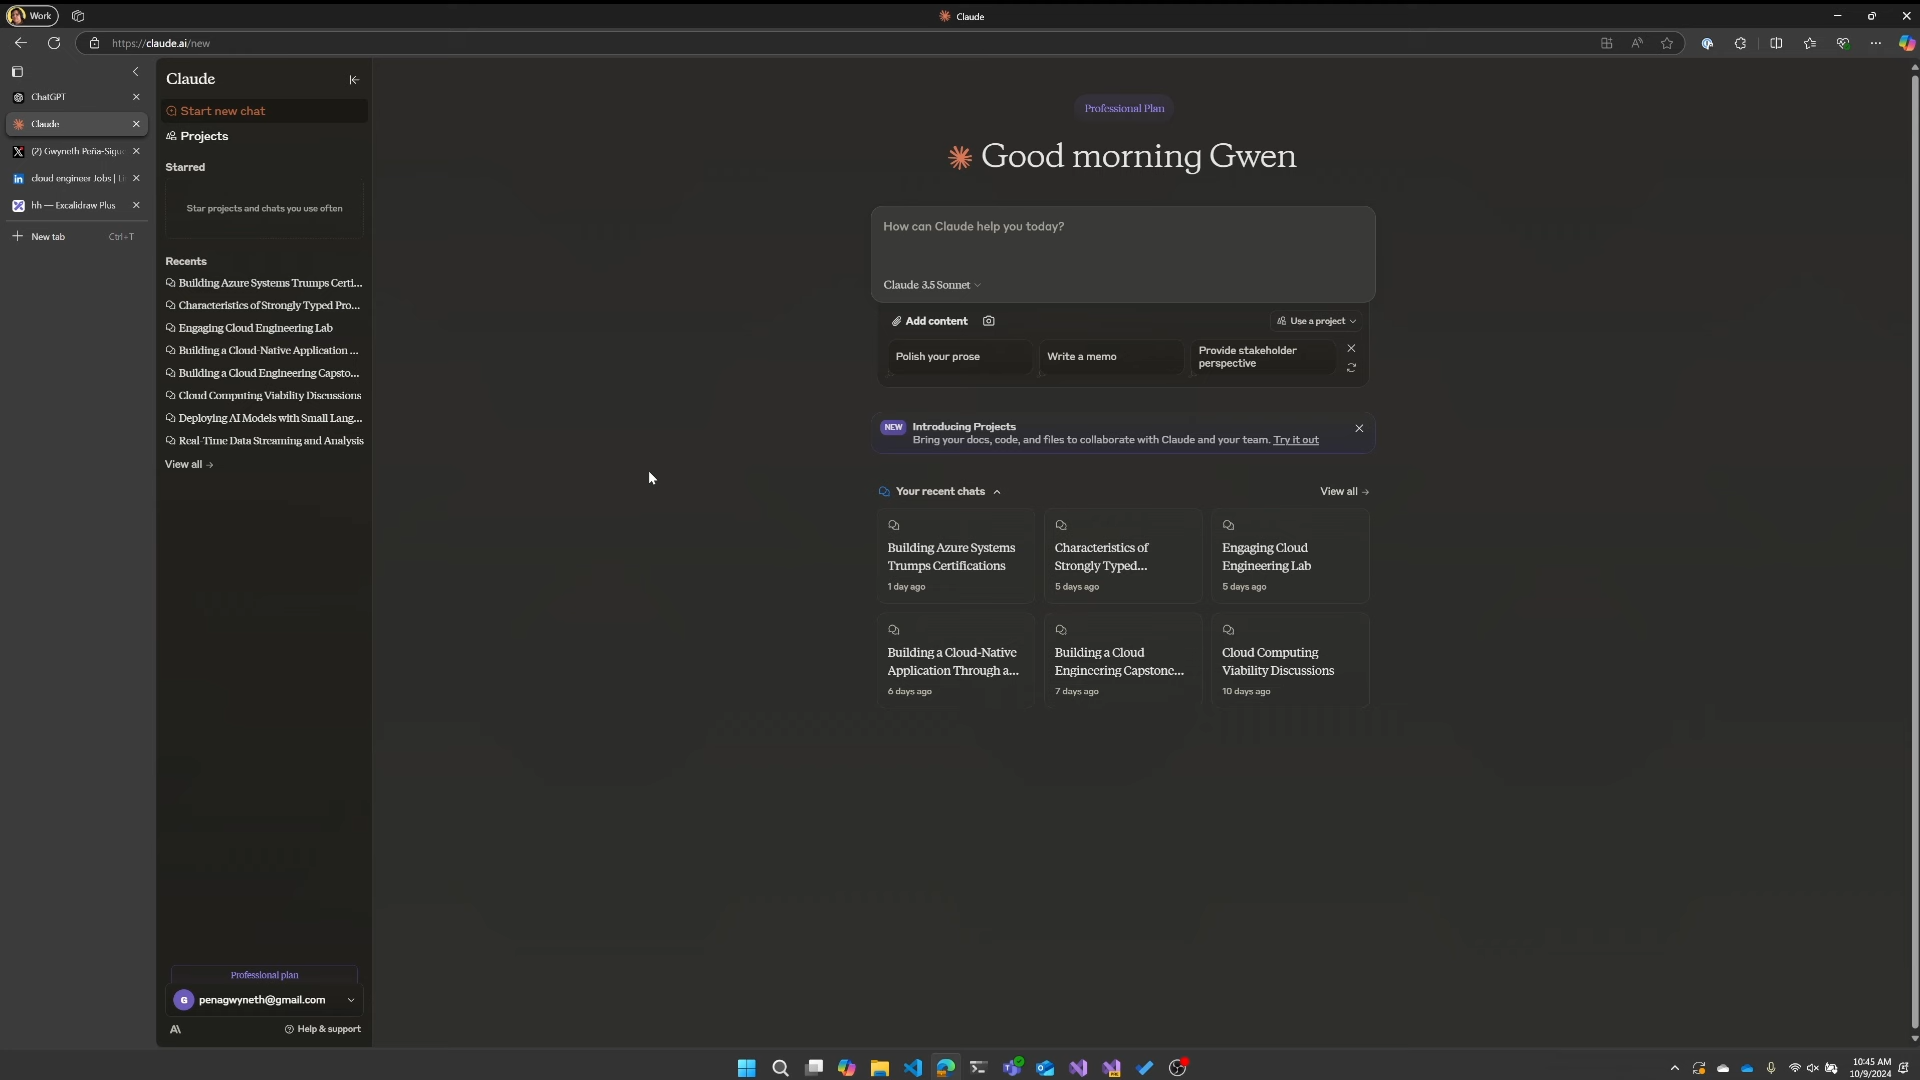 Work
Claude
https://claude.ai/new
ChatGPT
Claude
(2) Gwyneth Peña-Sigu
cloud engineer Jobs | Li
hh — Excalidraw Plus
New tab Ctrl+T
Claude
Start new chat
Projects
Starred
Star projects and chats you use often
Recents
Building Azure Systems Trumps Certi...
Characteristics of Strongly Typed Pro...
Engaging Cloud Engineering Lab
Building a Cloud-Native Application ...
Building a Cloud Engineering Capsto...
Cloud Computing Viability Discussions
Deploying AI Models with Small Lang...
Real-Time Data Streaming and Analysis
View all →
Professional plan
G penagwyneth@gmail.com
A\ Help & support
Professional Plan
Good morning Gwen
How can Claude help you today?
Claude 3.5 Sonnet
Add content
Use a project
Polish your prose
Write a memo
Provide stakeholder
perspective
NEW Introducing Projects
Bring your docs, code, and files to collaborate with Claude and your team. Try it out
Your recent chats
View all →
Building Azure Systems
Trumps Certifications
1 day ago
Characteristics of
Strongly Typed...
5 days ago
Engaging Cloud
Engineering Lab
5 days ago
Building a Cloud-Native
Application Through a...
6 days ago
Building a Cloud
Engineering Capstone...
7 days ago
Cloud Computing
Viability Discussions
10 days ago
10:45 AM
10/9/2024